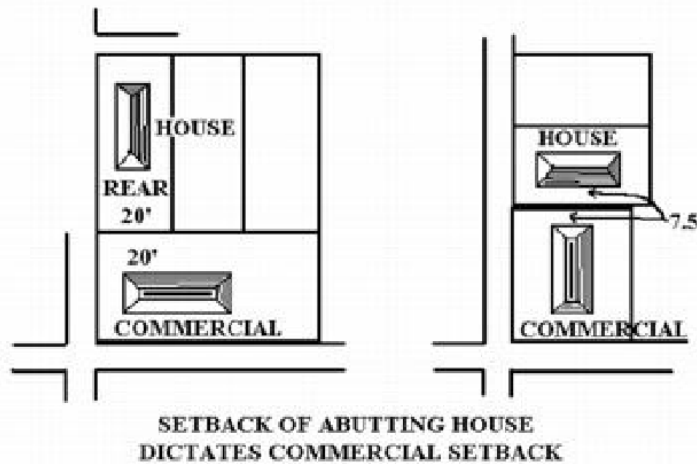 HOUSE
REAR
20'
20'
COMMERCIAL
HOUSE
7.5
COMMERCIAL
SETBACK OF ABUTTING HOUSE
DICTATES COMMERCIAL SETBACK